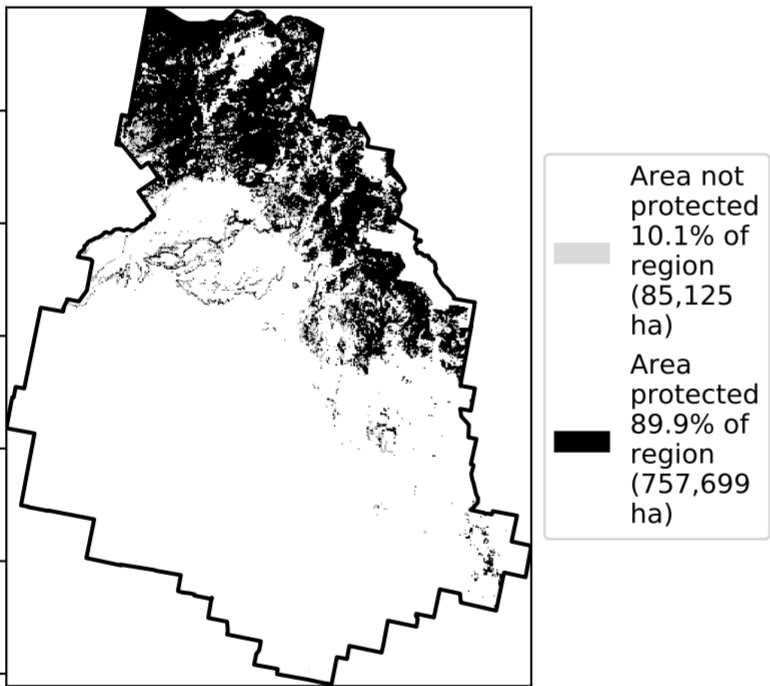 Area not
protected
10.1% of
region
(85,125
ha)
Area
protected
89.9% of
region
(757,699
ha)